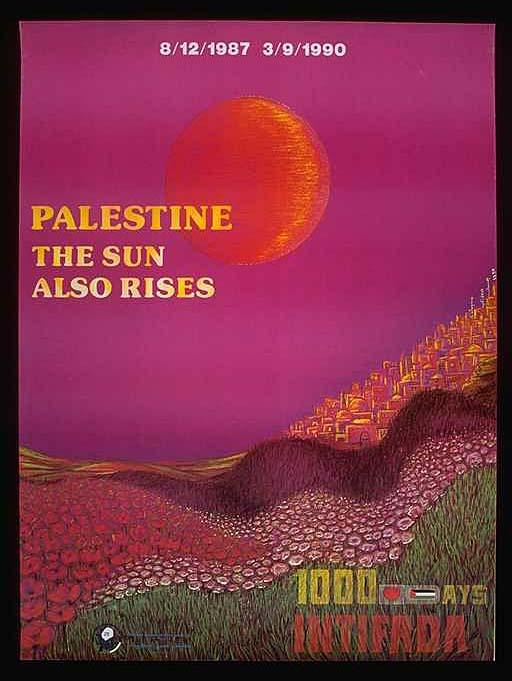 8/12/1987 3/9/1990
PALESTINE
THE SUN
ALSO RISES
1000 DAYS
INTIFADA